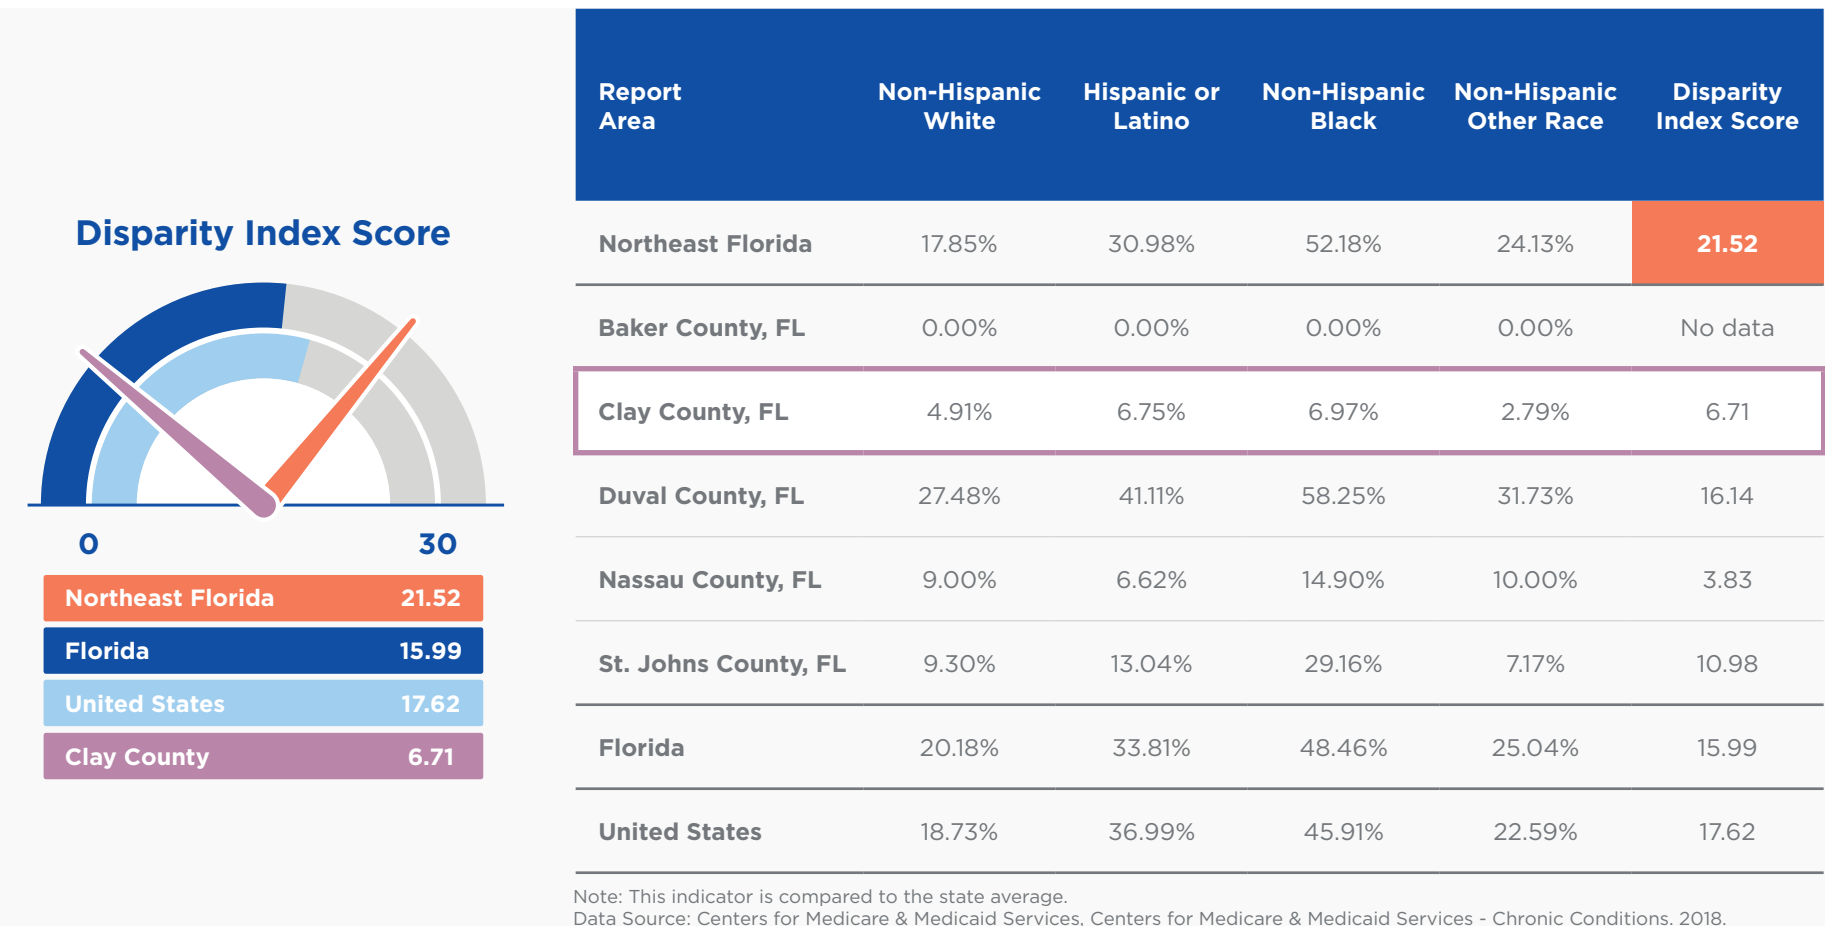 Disparity Index Score
0 30
Northeast Florida 21.52
Florida 15.99
United States 17.62
Clay County 6.71
Report Area Non-Hispanic White Hispanic or Latino Non-Hispanic Black Non-Hispanic Other Race Disparity Index Score
Northeast Florida 17.85% 30.98% 52.18% 24.13% 21.52
Baker County, FL 0.00% 0.00% 0.00% 0.00% No data
Clay County, FL 4.91% 6.75% 6.97% 2.79% 6.71
Duval County, FL 27.48% 41.11% 58.25% 31.73% 16.14
Nassau County, FL 9.00% 6.62% 14.90% 10.00% 3.83
St. Johns County, FL 9.30% 13.04% 29.16% 7.17% 10.98
Florida 20.18% 33.81% 48.46% 25.04% 15.99
United States 18.73% 36.99% 45.91% 22.59% 17.62
Note: This indicator is compared to the state average.
Data Source: Centers for Medicare & Medicaid Services, Centers for Medicare & Medicaid Services - Chronic Conditions. 2018.